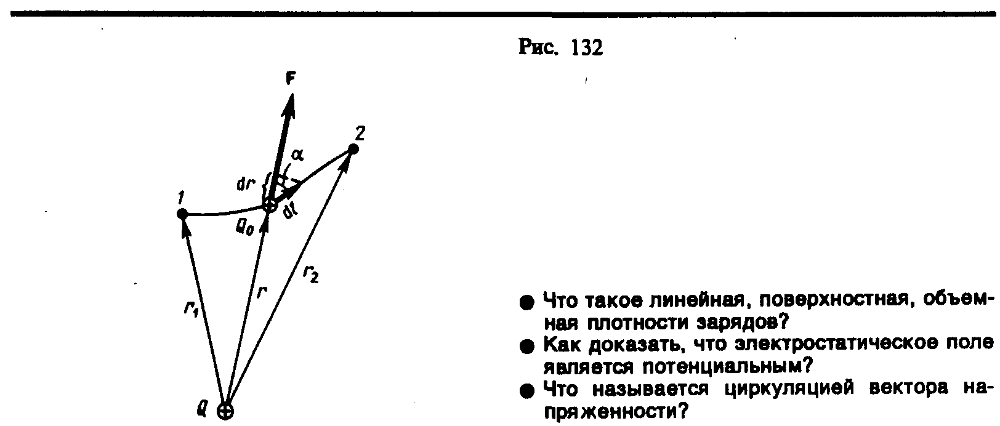 Рис. 132
F
2
α
dr
1
dl
Q₀
r₂
r
r₁
Q
● Что такое линейная, поверхностная, объем-
ная плотности зарядов?
● Как доказать, что электростатическое поле
является потенциальным?
● Что называется циркуляцией вектора на-
пряженности?